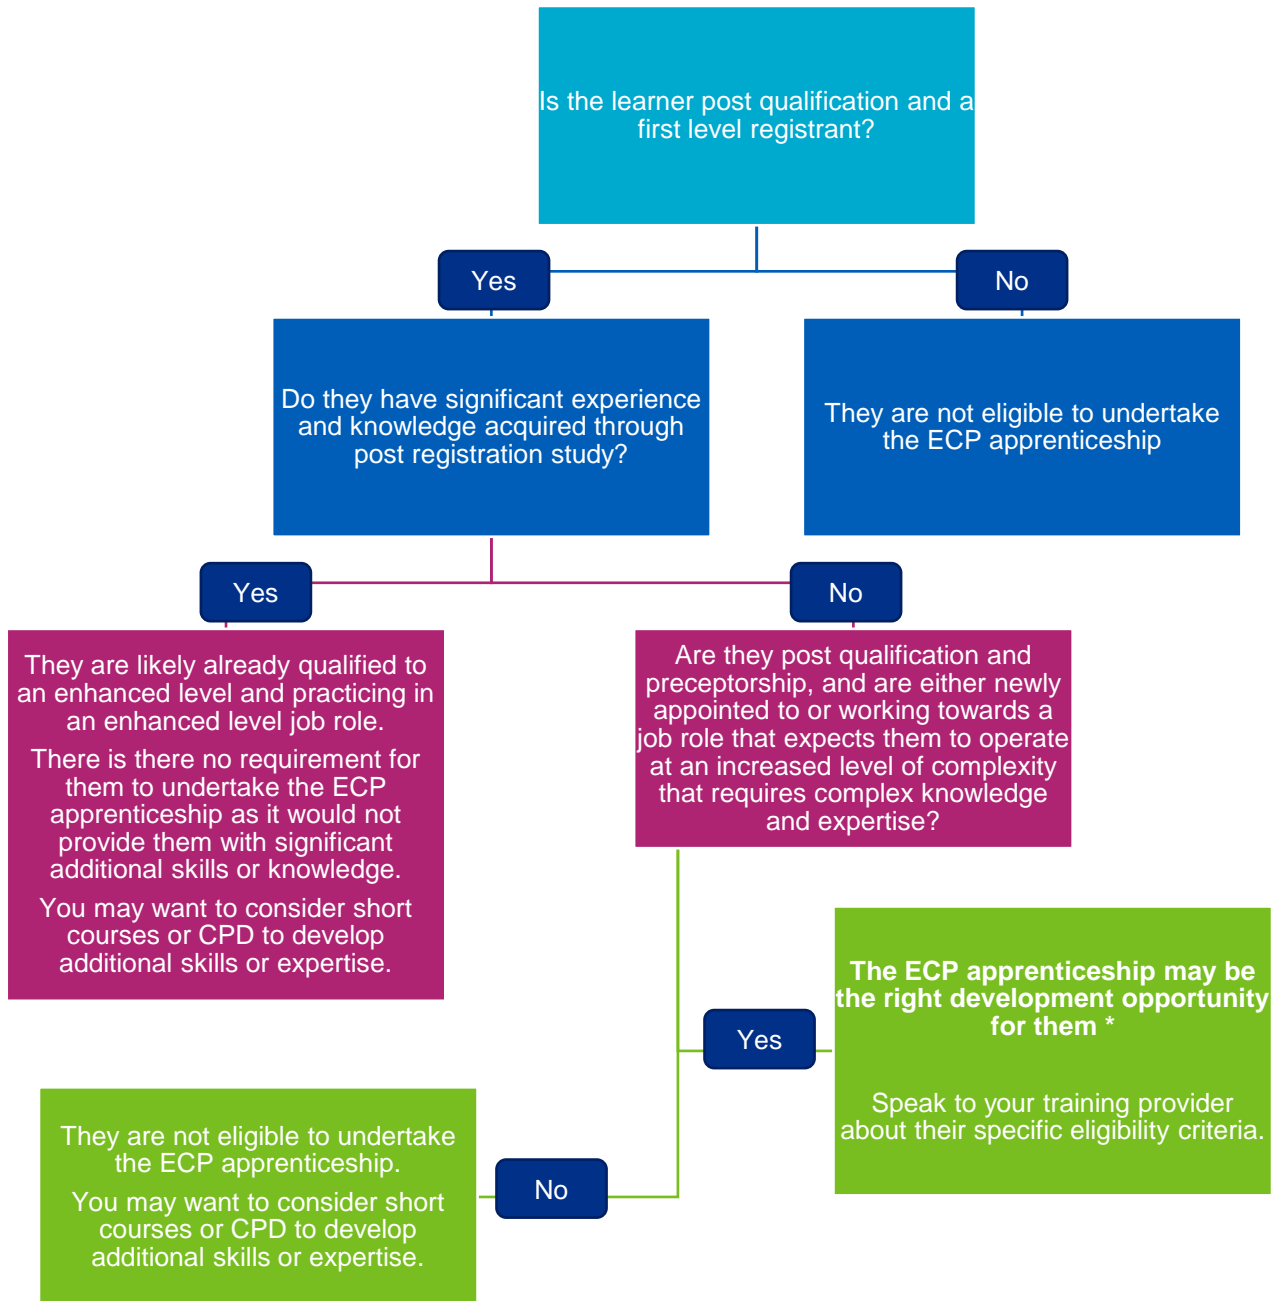 Is the learner post qualification and a
first level registrant?
Yes
No
Do they have significant experience
and knowledge acquired through
post registration study?
They are not eligible to undertake
the ECP apprenticeship
Yes
No
They are likely already qualified to
an enhanced level and practicing in
an enhanced level job role.
There is there no requirement for
them to undertake the ECP
apprenticeship as it would not
provide them with significant
additional skills or knowledge.
You may want to consider short
courses or CPD to develop
additional skills or expertise.
Are they post qualification and
preceptorship, and are either newly
appointed to or working towards a
job role that expects them to operate
at an increased level of complexity
that requires complex knowledge
and expertise?
Yes
The ECP apprenticeship may be
the right development opportunity
for them *
Speak to your training provider
about their specific eligibility criteria.
No
They are not eligible to undertake
the ECP apprenticeship.
You may want to consider short
courses or CPD to develop
additional skills or expertise.